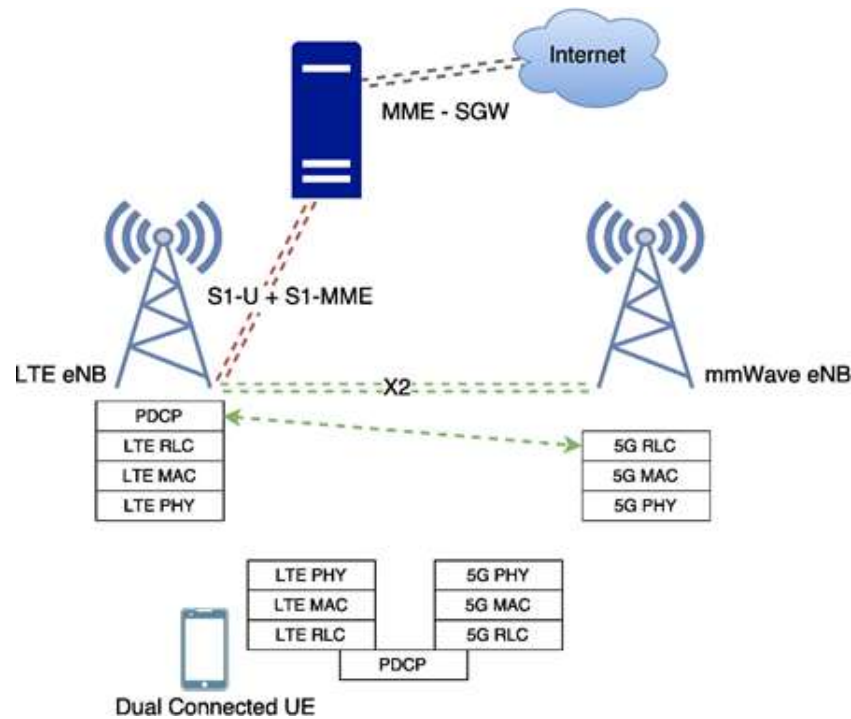 Internet
MME - SGW
S1-U + S1-MME
LTE eNB
X2
mmWave eNB
PDCP
LTE RLC
LTE MAC
LTE PHY
5G RLC
5G MAC
5G PHY
LTE PHY
LTE MAC
LTE RLC
5G PHY
5G MAC
5G RLC
PDCP
Dual Connected UE